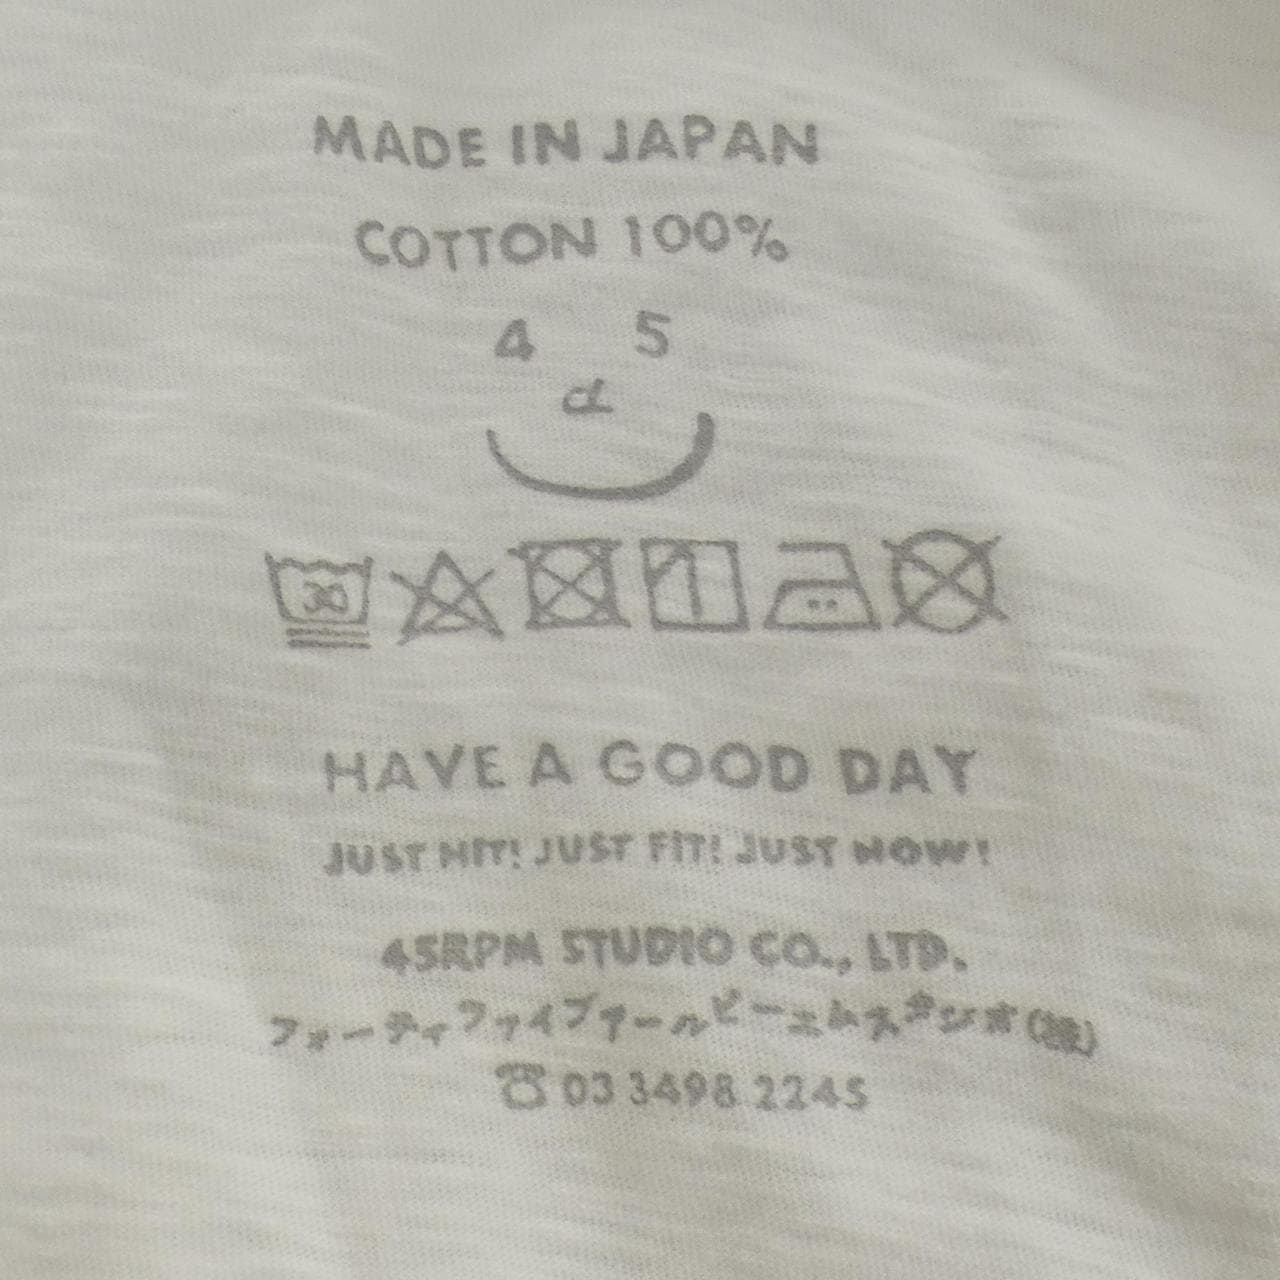 MADE IN JAPAN
COTTON 100%
4 5
d
30
HAVE A GOOD DAY
JUST HIT! JUST FIT! JUST NOW!
45RPM STUDIO CO., LTD.
フォーティファイブアールピーエムスタジオ(株)
☎ 03 3498 2245